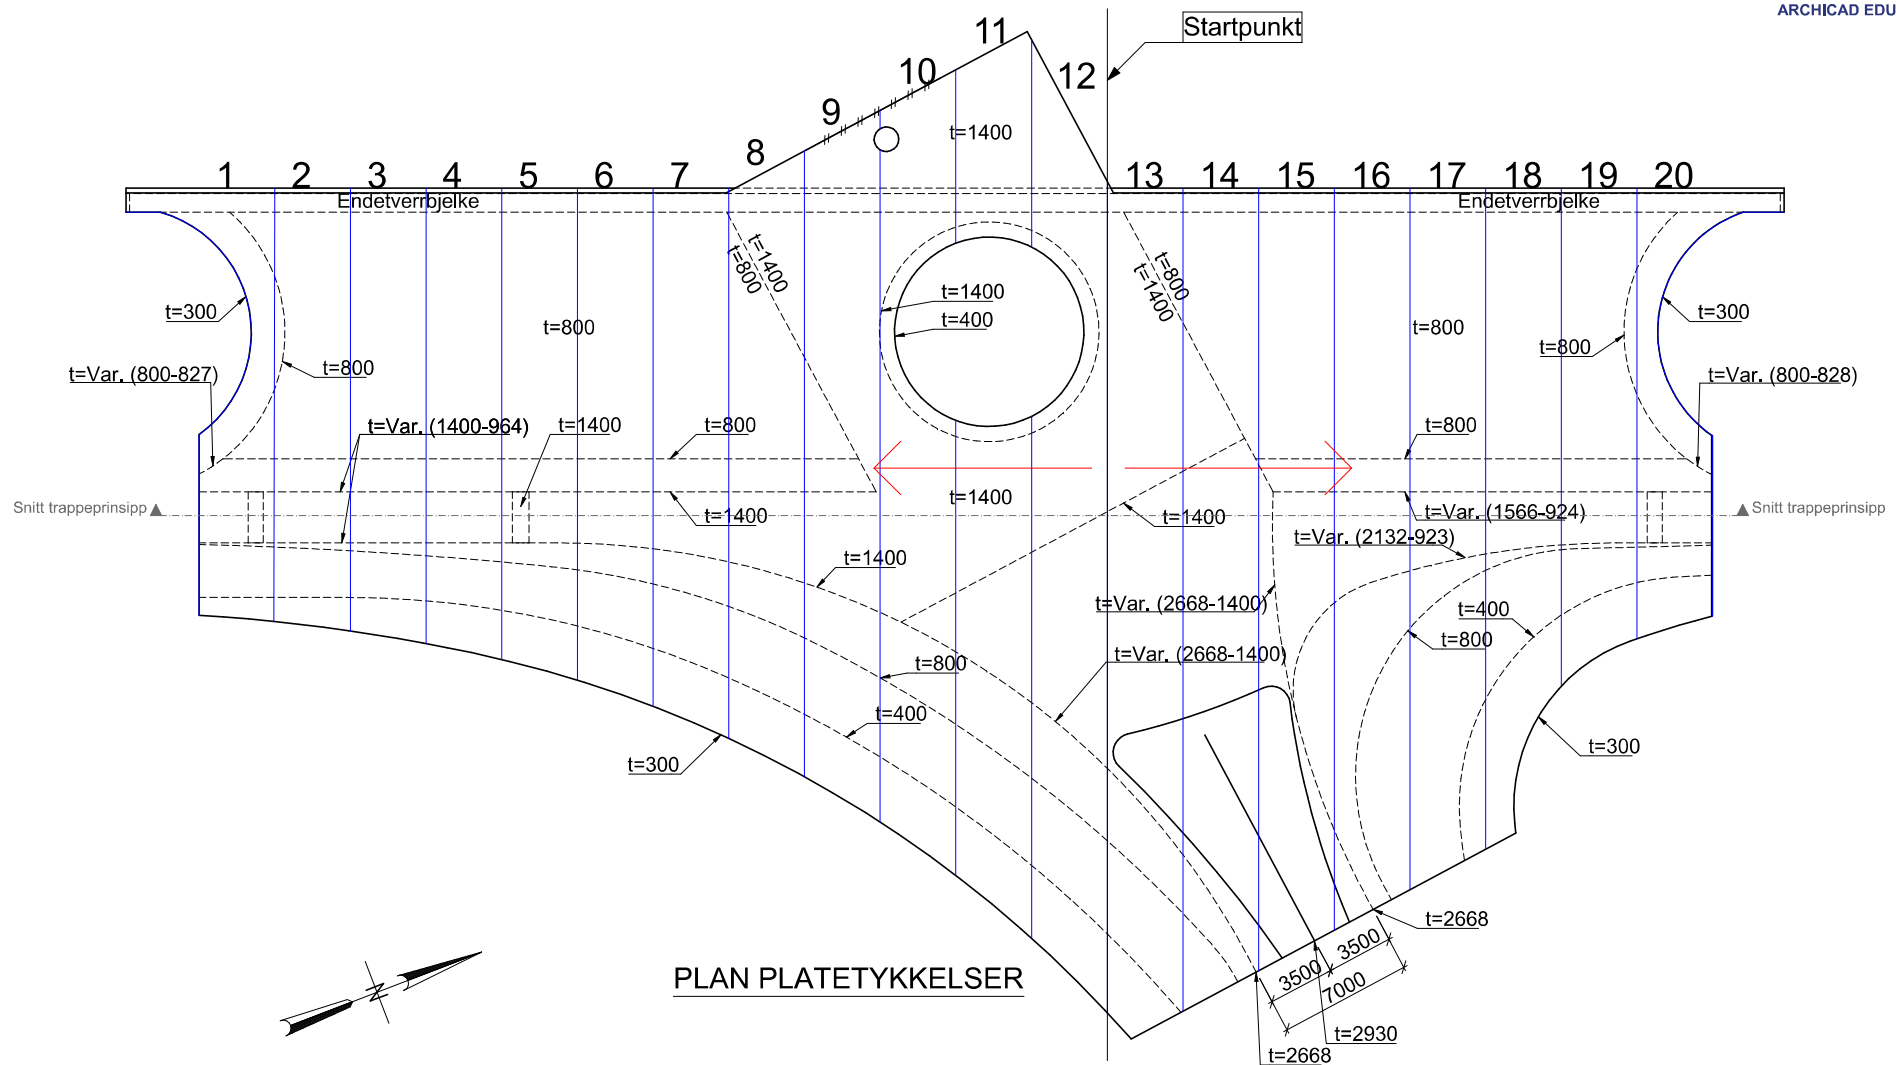 ARCHICAD EDU
Startpunkt
11
10
12
9
8
t=1400
1 2 3 4 5 6 7
13 14 15 16 17 18 19 20
Endetverrbjelke
Endetverrbjelke
t=1400
t=800
t=800
t=1400
t=300
t=800
t=1400
t=400
t=800
t=300
t=800
t=800
t=Var. (800-827)
t=Var. (800-828)
t=Var. (1400-964)
t=1400
t=800
t=800
t=1400
t=1400
t=1400
t=Var. (1566-924)
Snitt trappeprinsipp
Snitt trappeprinsipp
t=Var. (2132-923)
t=1400
t=Var. (2668-1400)
t=400
t=800
t=Var. (2668-1400)
t=800
t=400
t=300
t=300
t=2668
3500
3500
7000
t=2930
t=2668
N
PLAN PLATETYKKELSER